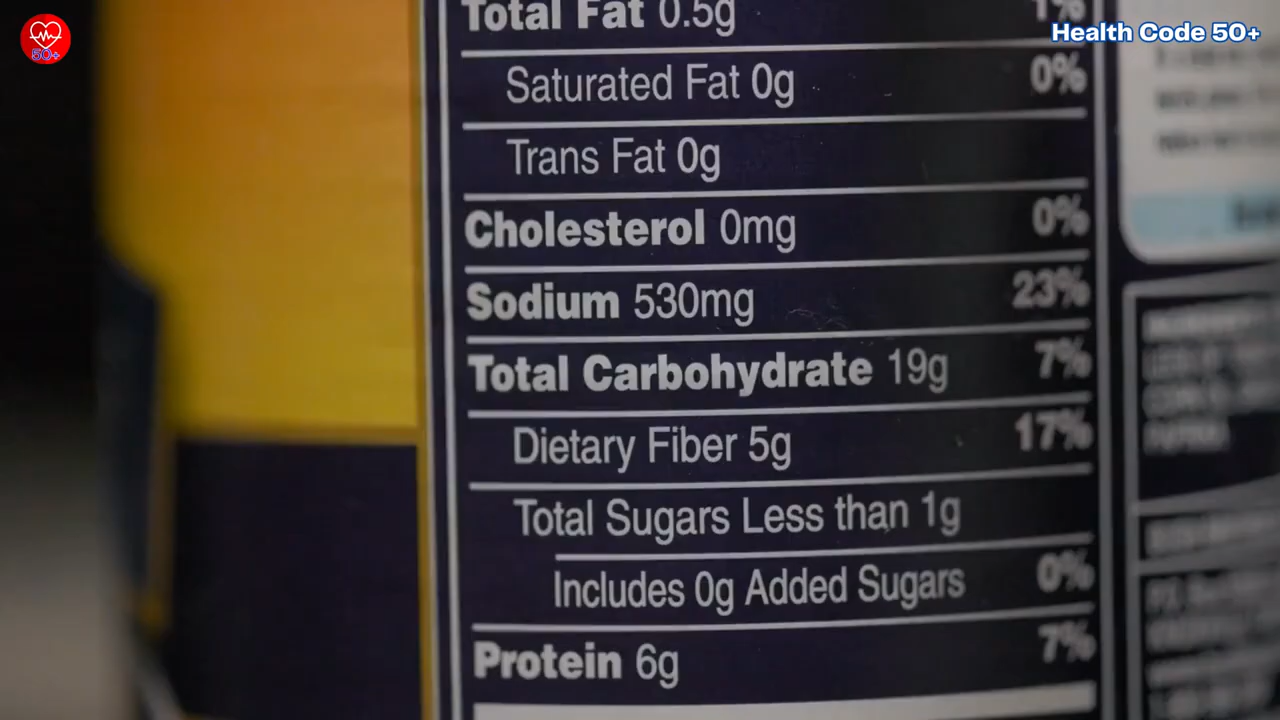 Health Code 50+
50+
Total Fat 0.5g 1%
Saturated Fat 0g 0%
Trans Fat 0g
Cholesterol 0mg 0%
Sodium 530mg 23%
Total Carbohydrate 19g 7%
Dietary Fiber 5g 17%
Total Sugars Less than 1g
Includes 0g Added Sugars 0%
Protein 6g 7%